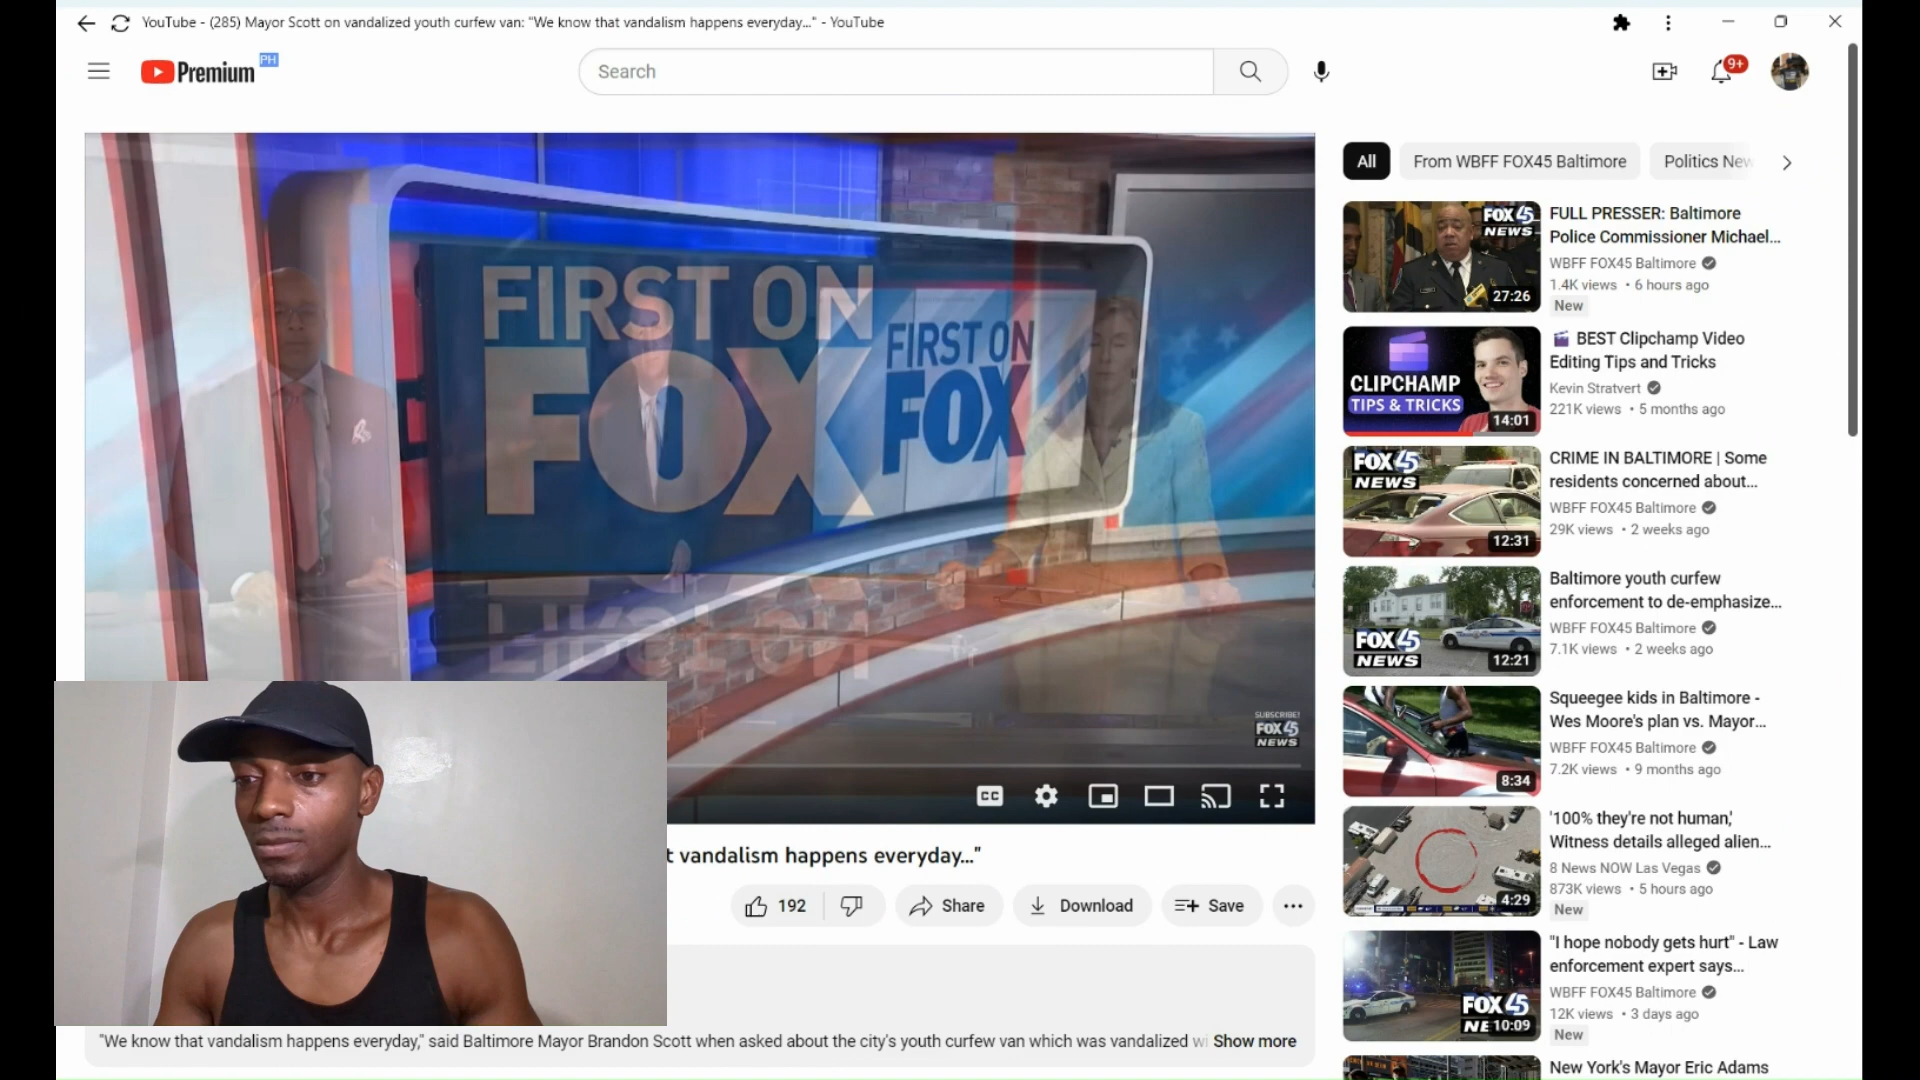 YouTube - (285) Mayor Scott on vandalized youth curfew van: "We know that vandalism happens everyday..." - YouTube
Premium
PH
Search
9+
FIRST ON
FOX
FIRST ON
FOX
SUBSCRIBE!
FOX 45
NEWS
CC
t vandalism happens everyday..."
192
Share
Download
Save
"We know that vandalism happens everyday," said Baltimore Mayor Brandon Scott when asked about the city's youth curfew van which was vandalized
Show more
All
From WBFF FOX45 Baltimore
Politics New
FOX 45
NEWS
27:26
FULL PRESSER: Baltimore
Police Commissioner Michael...
WBFF FOX45 Baltimore
1.4K views • 6 hours ago
New
CLIPCHAMP
TIPS & TRICKS
14:01
BEST Clipchamp Video
Editing Tips and Tricks
Kevin Stratvert
221K views • 5 months ago
FOX 45
NEWS
12:31
CRIME IN BALTIMORE | Some
residents concerned about...
WBFF FOX45 Baltimore
29K views • 2 weeks ago
FOX 45
NEWS
12:21
Baltimore youth curfew
enforcement to de-emphasize...
WBFF FOX45 Baltimore
7.1K views • 2 weeks ago
8:34
Squeegee kids in Baltimore -
Wes Moore's plan vs. Mayor...
WBFF FOX45 Baltimore
7.2K views • 9 months ago
4:29
'100% they're not human,'
Witness details alleged alien...
8 News NOW Las Vegas
873K views • 5 hours ago
New
FOX 45
NE
10:09
"I hope nobody gets hurt" - Law
enforcement expert says...
WBFF FOX45 Baltimore
12K views • 3 days ago
New
New York's Mayor Eric Adams